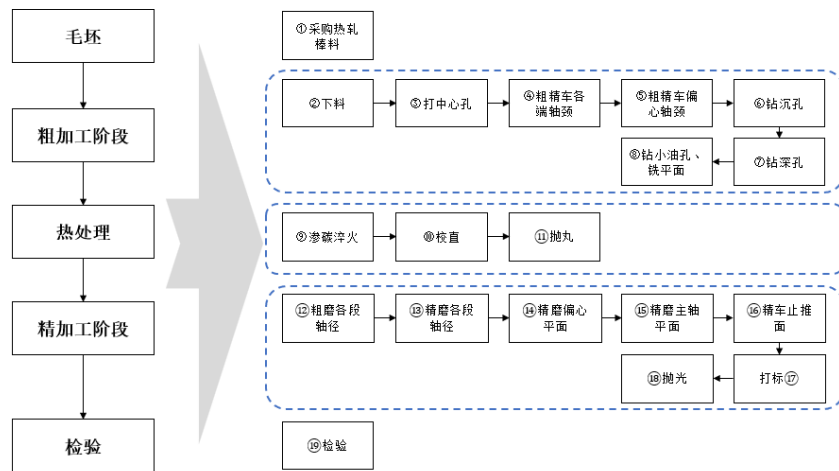 毛坯
粗加工阶段
热处理
精加工阶段
检验
①采购热轧
棒料
②下料
③打中心孔
④粗精车各
端轴颈
⑤粗精车偏
心轴颈
⑥钻沉孔
⑧钻小油孔、
铣平面
⑦钻深孔
⑨渗碳淬火
⑩校直
⑪抛丸
⑫粗磨各段
轴径
⑬精磨各段
轴径
⑭精磨偏心
平面
⑮精磨主轴
平面
⑯精车止推
面
⑱抛光
打标⑰
⑲检验